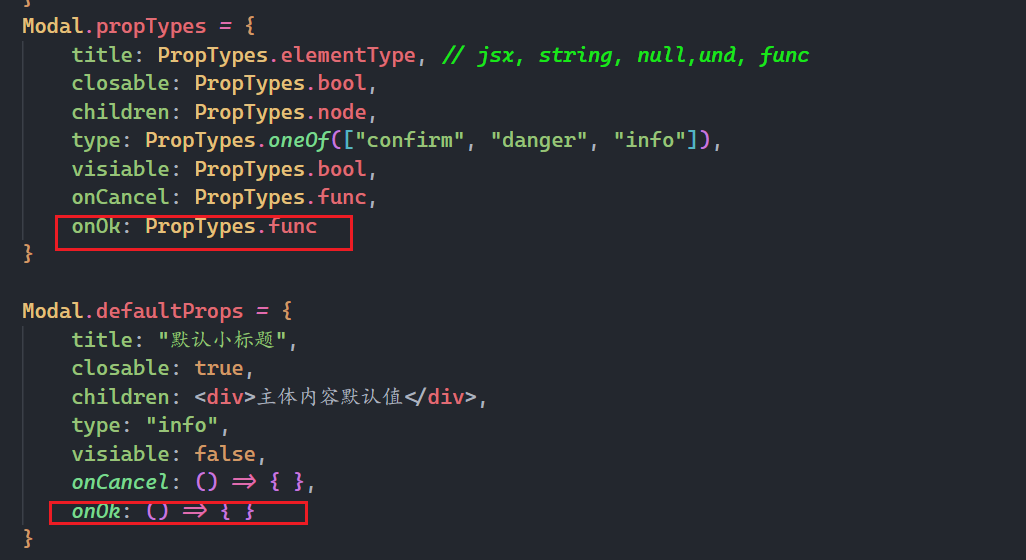 }
Modal.propTypes = {
title: PropTypes.elementType, // jsx, string, null,und, func
closable: PropTypes.bool,
children: PropTypes.node,
type: PropTypes.oneOf(["confirm", "danger", "info"]),
visiable: PropTypes.bool,
onCancel: PropTypes.func,
onOk: PropTypes.func
}
Modal.defaultProps = {
title: "默认小标题",
closable: true,
children: <div>主体内容默认值</div>,
type: "info",
visiable: false,
onCancel: () => { },
onOk: () => { }
}